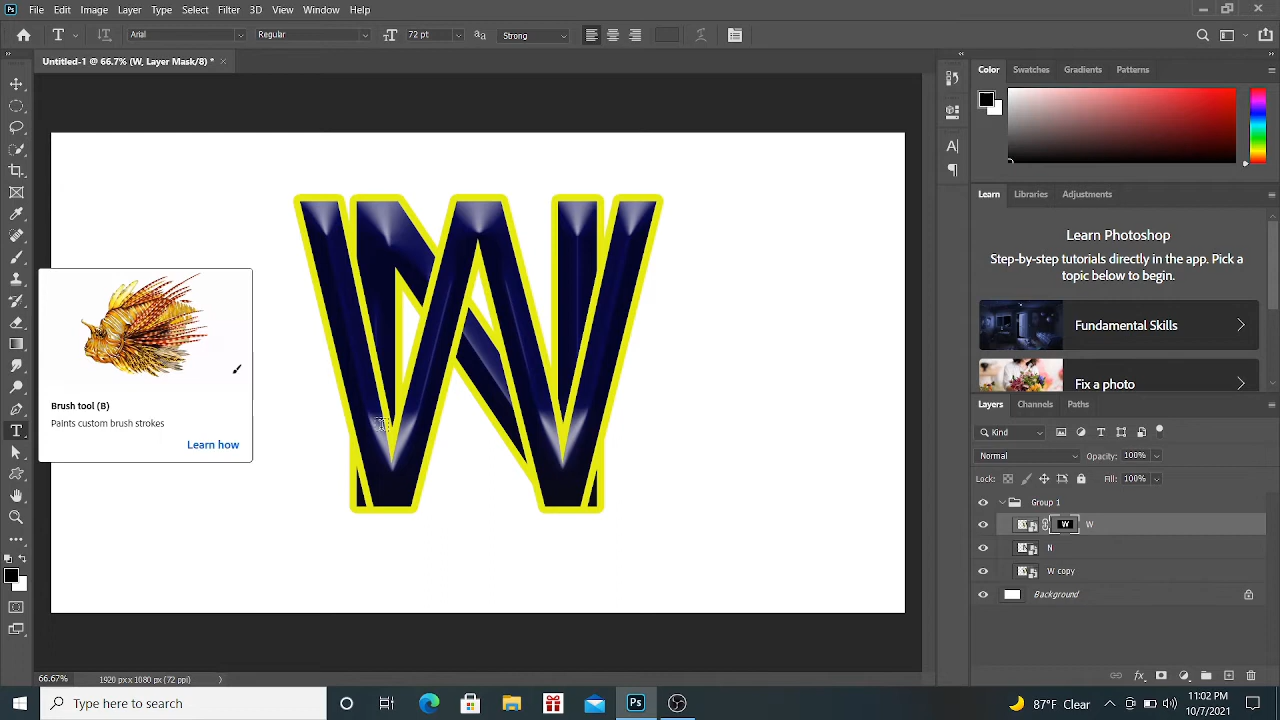 Ps File Edit Image Layer Type Select Filter 3D View Window Help
T Arial Regular 72 pt Strong
Untitled-1 @ 66.7% (W, Layer Mask/8) *
Color Swatches Gradients Patterns
Learn Libraries Adjustments
Learn Photoshop
Step-by-step tutorials directly in the app. Pick a
topic below to begin.
Fundamental Skills
Fix a photo
Layers Channels Paths
Kind
Normal Opacity: 100%
Lock: Fill: 100%
Group 1
W W
N
W copy
Background
Brush tool (B)
Paints custom brush strokes
Learn how
W N
66.67% 1920 px x 1080 px (72 ppi)
Type here to search
Ps
87°F Clear
11:02 PM
10/7/2021